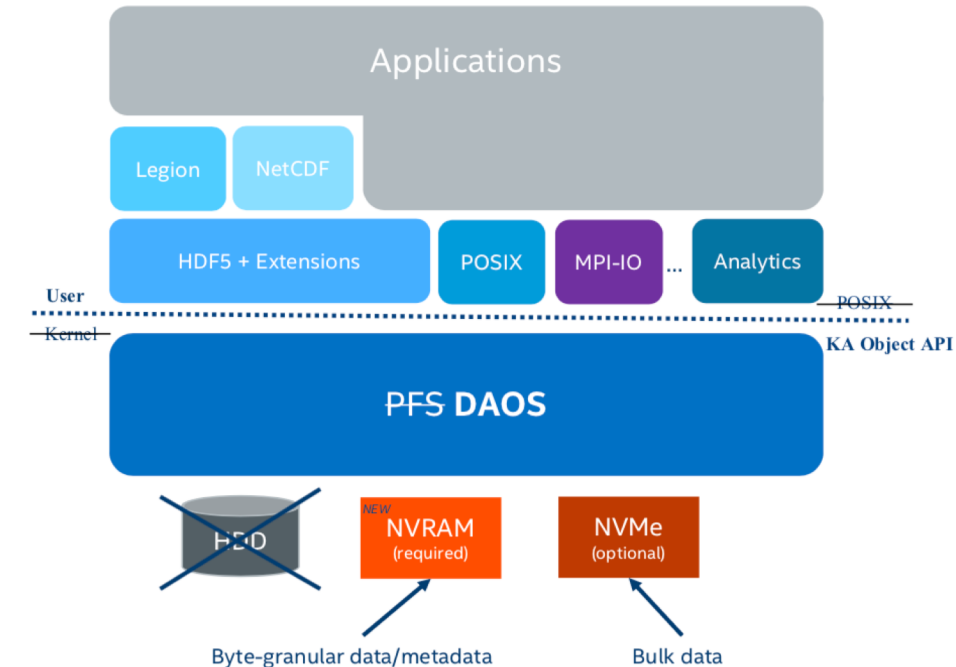 Applications
Legion
NetCDF
HDF5 + Extensions
POSIX
MPI-IO
...
Analytics
User
POSIX
Kernel
KA Object API
PFS DAOS
HDD
NEW
NVRAM
(required)
NVMe
(optional)
Byte-granular data/metadata
Bulk data